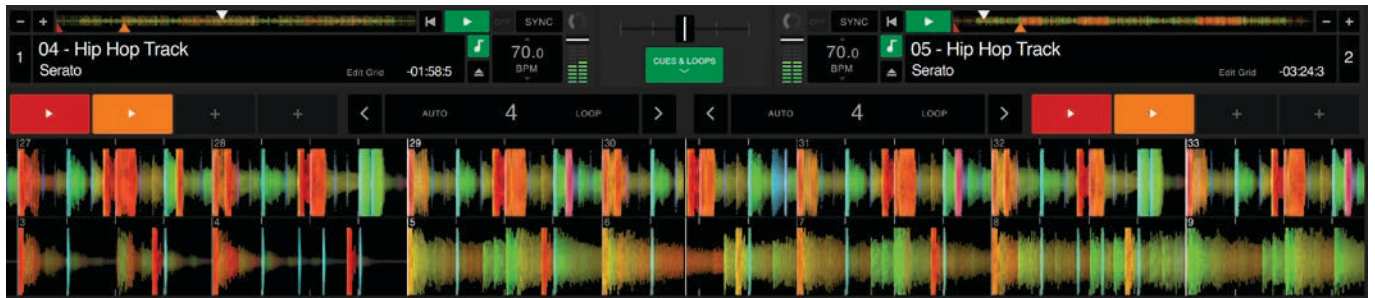 - + OFF SYNC OFF SYNC - +
1 04 - Hip Hop Track 70.0 70.0 05 - Hip Hop Track 2
Serato Edit Grid -01:58:5 BPM CUES & LOOPS BPM Serato Edit Grid -03:24:3
+ + < AUTO 4 LOOP > < AUTO 4 LOOP > + +
27 28 29 30 31 32 33
3 4 5 6 7 8 9